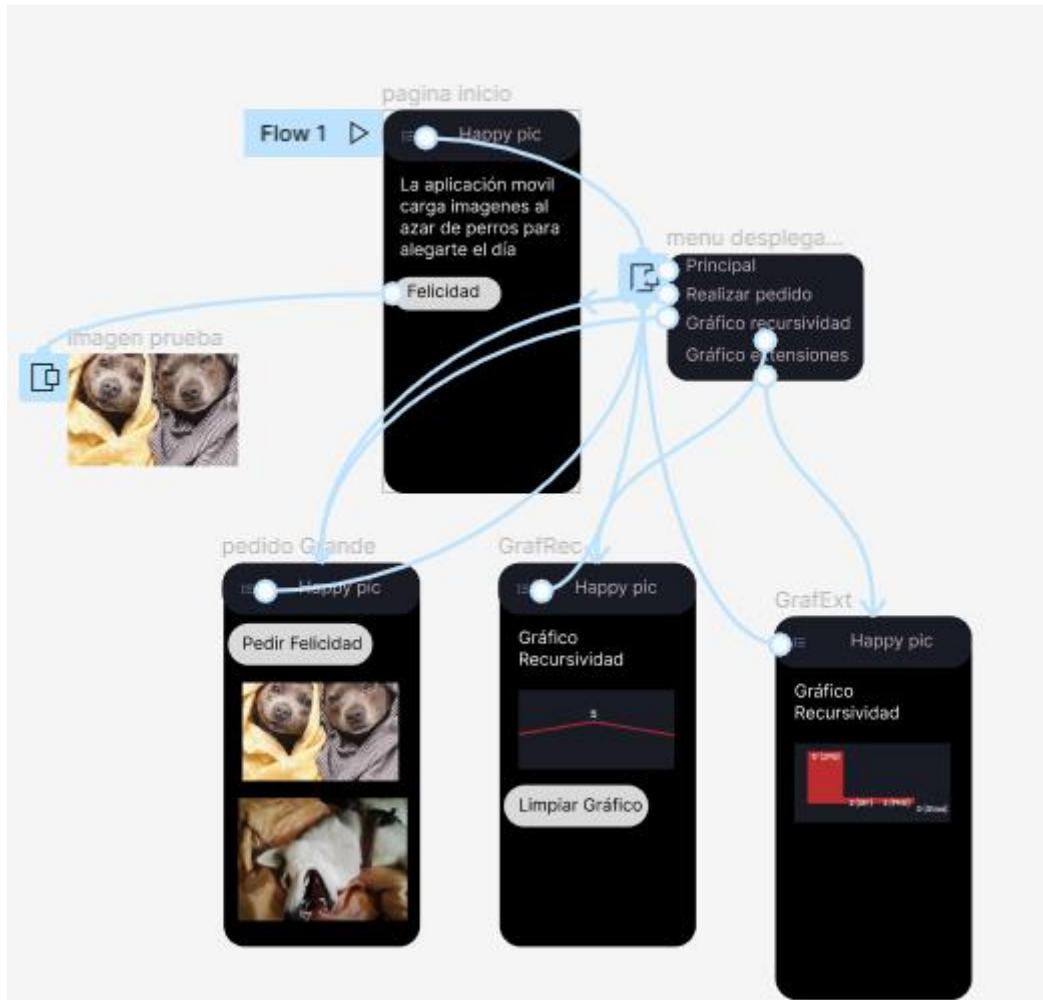 pagina inicio
Flow 1
Happy pic
La aplicación movil
carga imagenes al
azar de perros para
alegarte el día
Felicidad
menu desplega...
Principal
Realizar pedido
Gráfico recursividad
Gráfico extensiones
imagen prueba
pedido Grande
Happy pic
Pedir Felicidad
GrafRec
Happy pic
Gráfico
Recursividad
5
Limpiar Gráfico
GrafExt
Happy pic
Gráfico
Recursividad